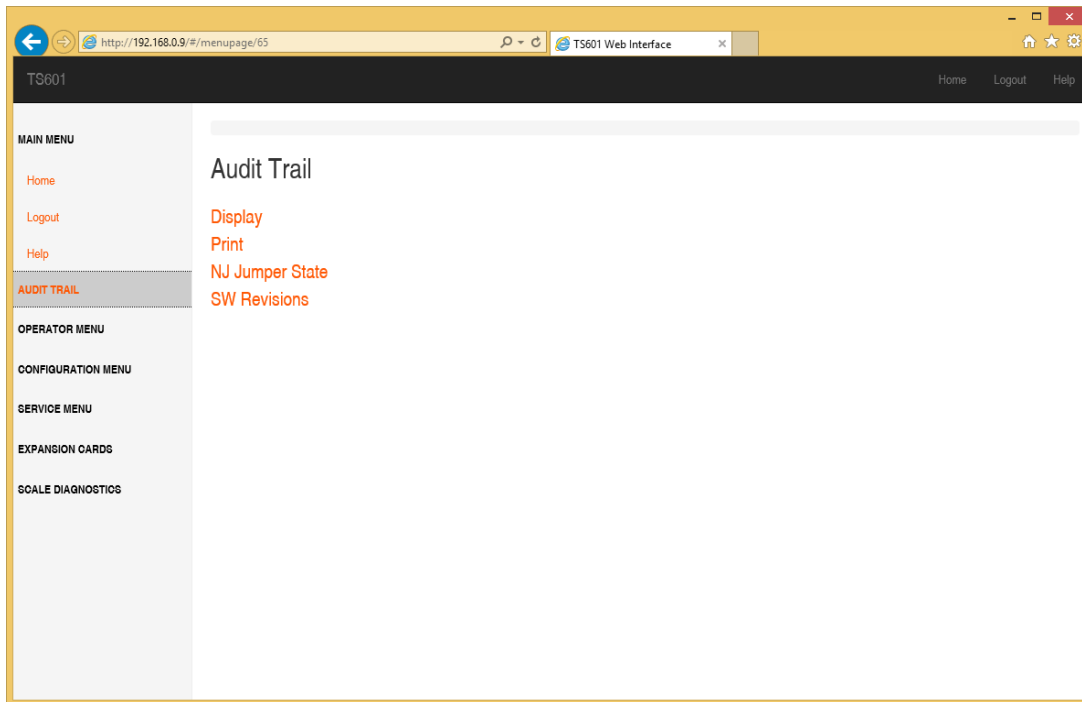 http://192.168.0.9/#/menupage/65
TS601 Web Interface
TS601
Home
Logout
Help
MAIN MENU
Home
Logout
Help
AUDIT TRAIL
OPERATOR MENU
CONFIGURATION MENU
SERVICE MENU
EXPANSION CARDS
SCALE DIAGNOSTICS
Audit Trail
Display
Print
NJ Jumper State
SW Revisions